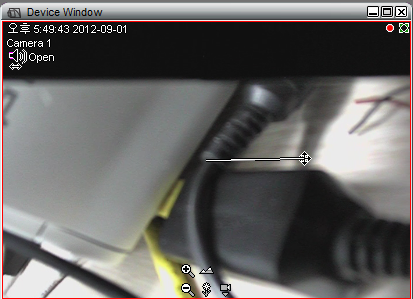 Device Window
오후 5:49:43 2012-09-01
Camera 1
Open